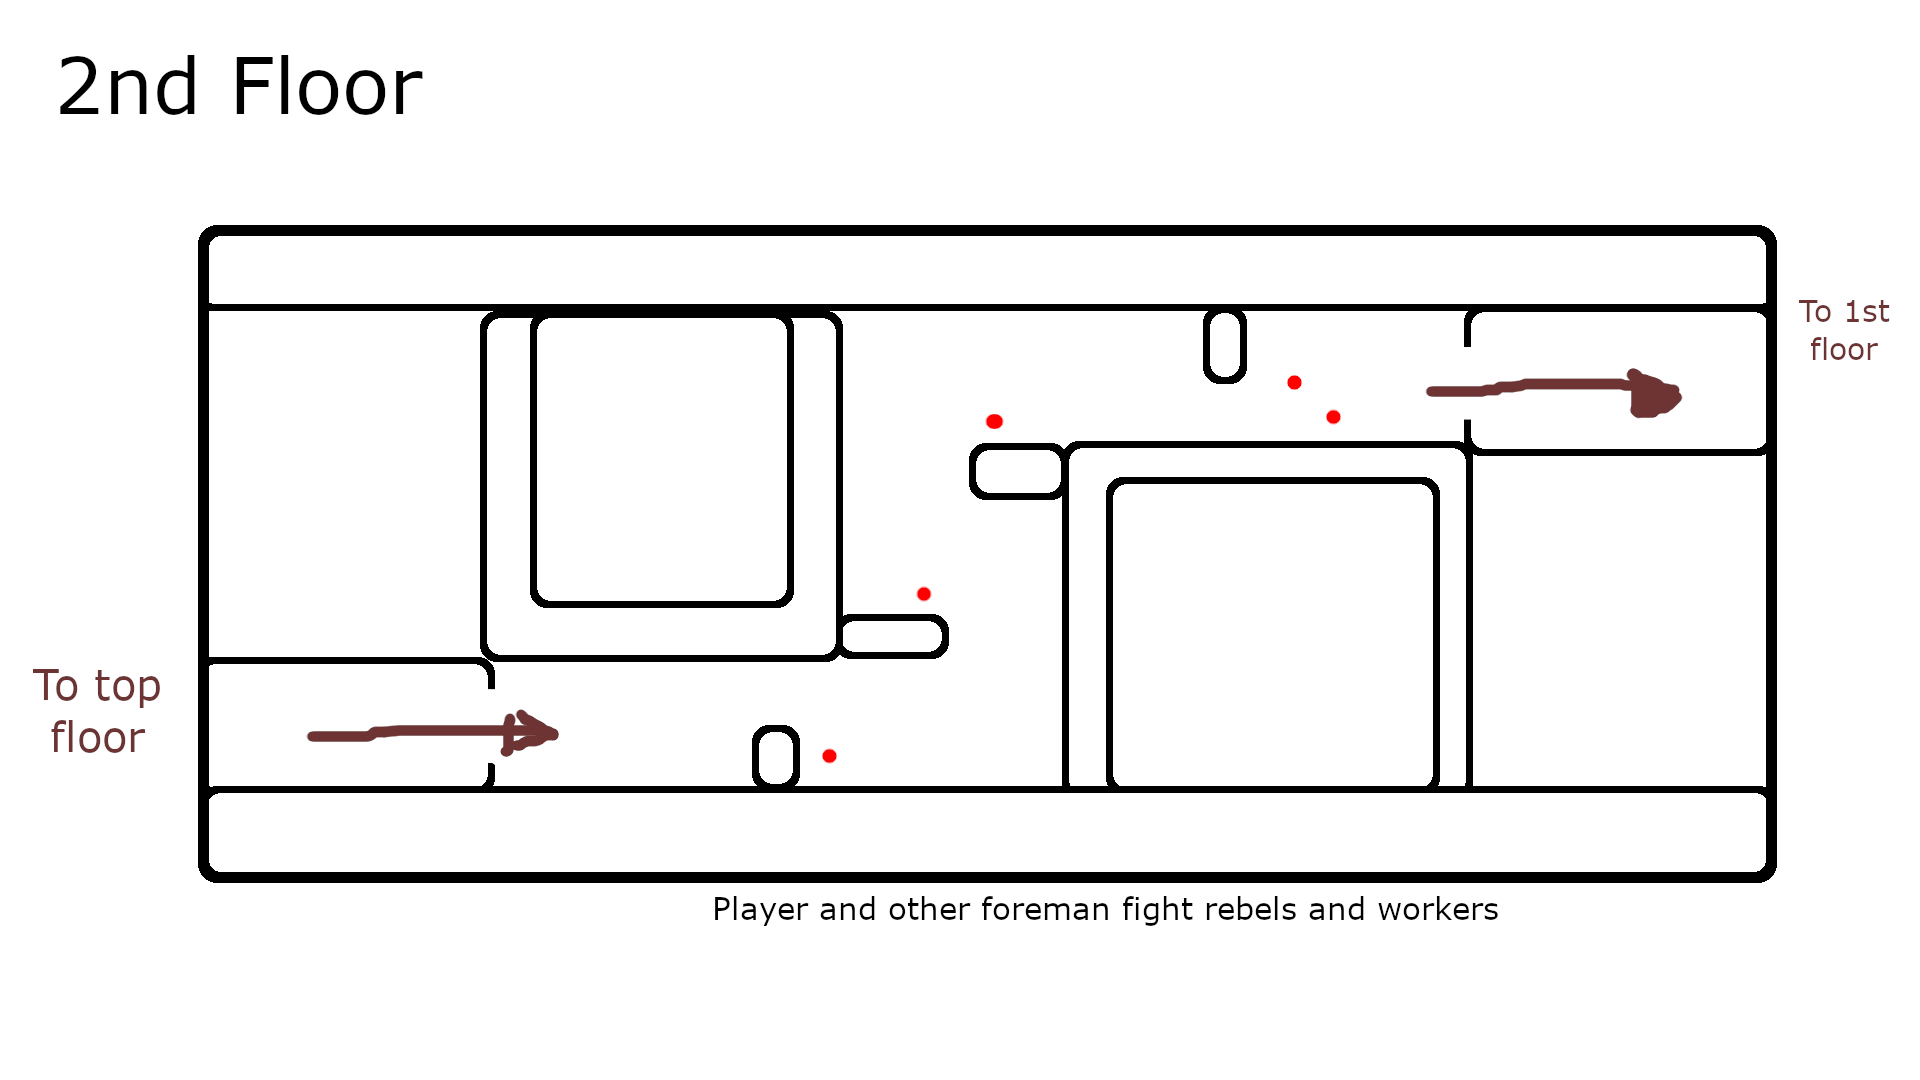 2nd Floor
To 1st
floor
To top
floor
Player and other foreman fight rebels and workers